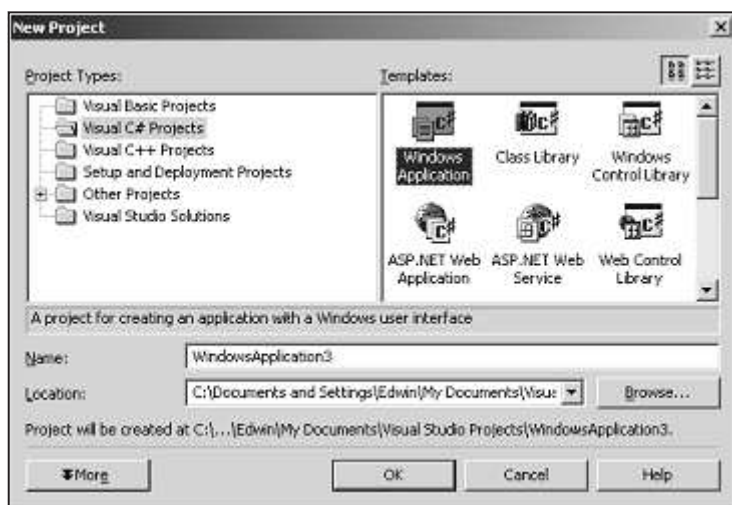 New Project
Project Types:
Templates:
Visual Basic Projects
Visual C# Projects
Visual C++ Projects
Setup and Deployment Projects
Other Projects
Visual Studio Solutions
Windows Application
Class Library
Windows Control Library
ASP.NET Web Application
ASP.NET Web Service
Web Control Library
A project for creating an application with a Windows user interface
Name:
WindowsApplication3
Location:
C:\Documents and Settings\Edwin\My Documents\Visua
Browse...
Project will be created at C:\...\Edwin\My Documents\Visual Studio Projects\WindowsApplication3.
More
OK
Cancel
Help